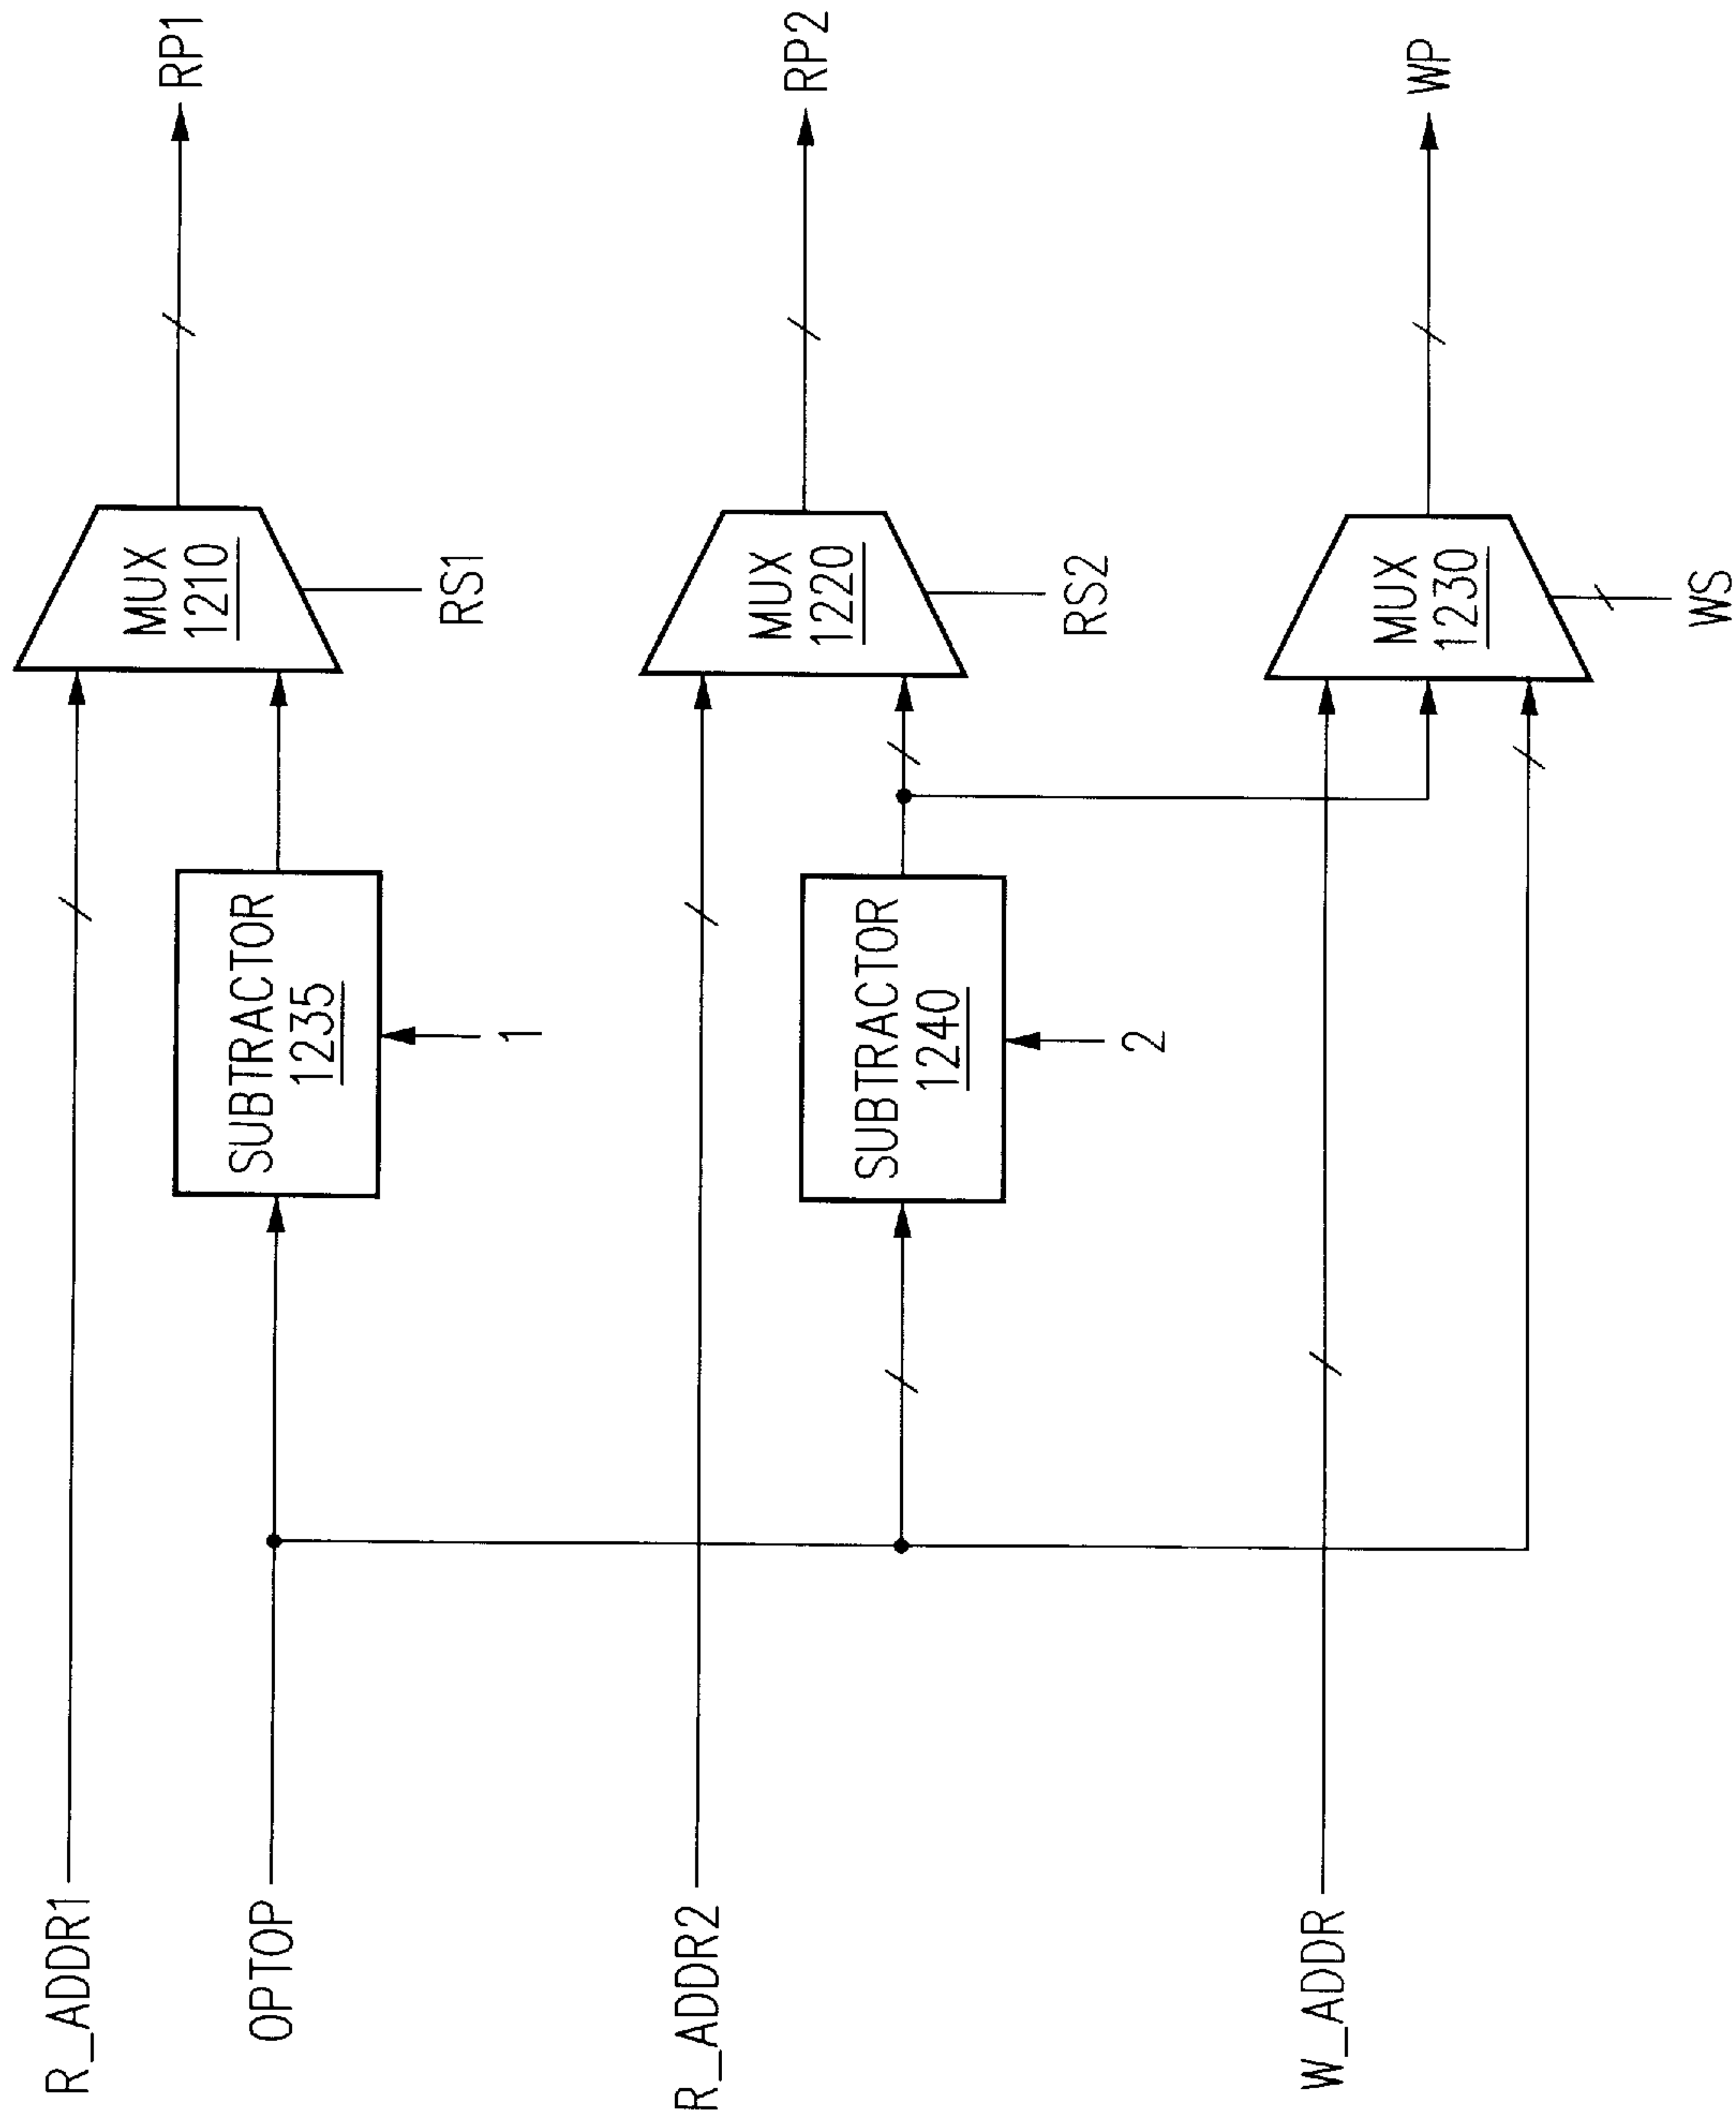 R_ADDR1
OPTOP
SUBTRACTOR
1235
1
MUX
1210
RS1
RP1
R_ADDR2
SUBTRACTOR
1240
2
MUX
1220
RS2
RP2
W_ADDR
MUX
1230
WS
WP